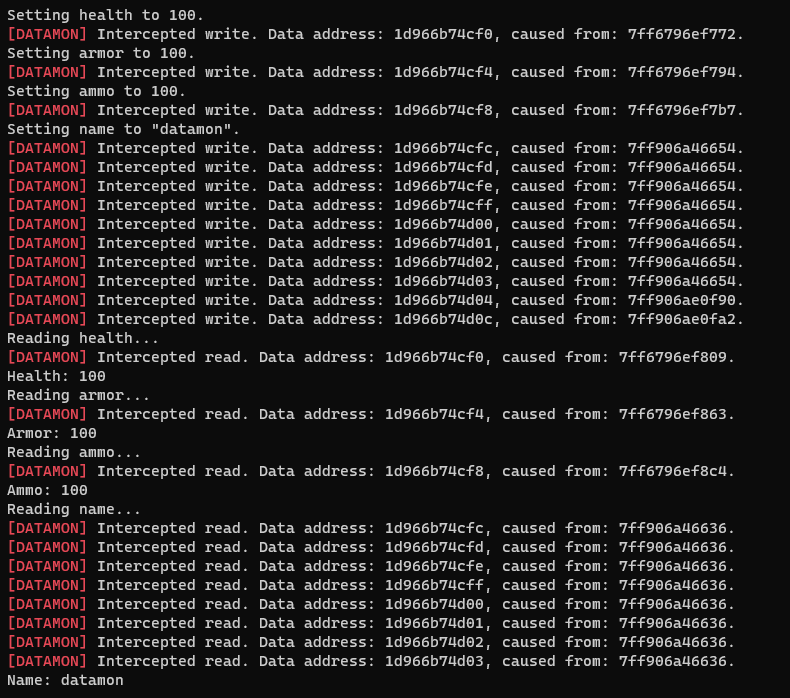 Setting health to 100.
[DATAMON] Intercepted write. Data address: 1d966b74cf0, caused from: 7ff6796ef772.
Setting armor to 100.
[DATAMON] Intercepted write. Data address: 1d966b74cf4, caused from: 7ff6796ef794.
Setting ammo to 100.
[DATAMON] Intercepted write. Data address: 1d966b74cf8, caused from: 7ff6796ef7b7.
Setting name to "datamon".
[DATAMON] Intercepted write. Data address: 1d966b74cfc, caused from: 7ff906a46654.
[DATAMON] Intercepted write. Data address: 1d966b74cfd, caused from: 7ff906a46654.
[DATAMON] Intercepted write. Data address: 1d966b74cfe, caused from: 7ff906a46654.
[DATAMON] Intercepted write. Data address: 1d966b74cff, caused from: 7ff906a46654.
[DATAMON] Intercepted write. Data address: 1d966b74d00, caused from: 7ff906a46654.
[DATAMON] Intercepted write. Data address: 1d966b74d01, caused from: 7ff906a46654.
[DATAMON] Intercepted write. Data address: 1d966b74d02, caused from: 7ff906a46654.
[DATAMON] Intercepted write. Data address: 1d966b74d03, caused from: 7ff906a46654.
[DATAMON] Intercepted write. Data address: 1d966b74d04, caused from: 7ff906ae0f90.
[DATAMON] Intercepted write. Data address: 1d966b74d0c, caused from: 7ff906ae0fa2.
Reading health...
[DATAMON] Intercepted read. Data address: 1d966b74cf0, caused from: 7ff6796ef809.
Health: 100
Reading armor...
[DATAMON] Intercepted read. Data address: 1d966b74cf4, caused from: 7ff6796ef863.
Armor: 100
Reading ammo...
[DATAMON] Intercepted read. Data address: 1d966b74cf8, caused from: 7ff6796ef8c4.
Ammo: 100
Reading name...
[DATAMON] Intercepted read. Data address: 1d966b74cfc, caused from: 7ff906a46636.
[DATAMON] Intercepted read. Data address: 1d966b74cfd, caused from: 7ff906a46636.
[DATAMON] Intercepted read. Data address: 1d966b74cfe, caused from: 7ff906a46636.
[DATAMON] Intercepted read. Data address: 1d966b74cff, caused from: 7ff906a46636.
[DATAMON] Intercepted read. Data address: 1d966b74d00, caused from: 7ff906a46636.
[DATAMON] Intercepted read. Data address: 1d966b74d01, caused from: 7ff906a46636.
[DATAMON] Intercepted read. Data address: 1d966b74d02, caused from: 7ff906a46636.
[DATAMON] Intercepted read. Data address: 1d966b74d03, caused from: 7ff906a46636.
Name: datamon